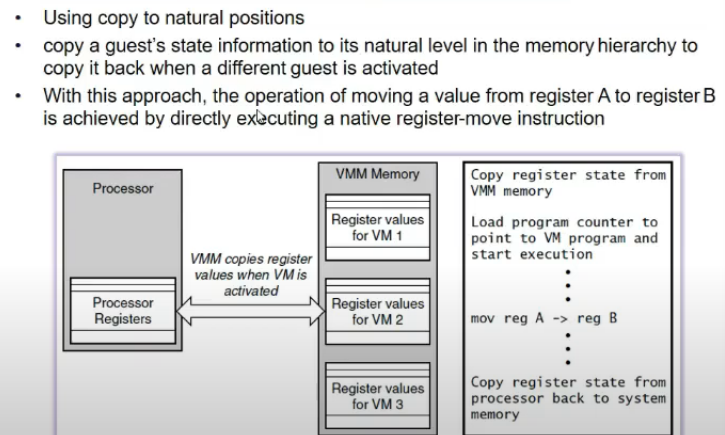 • Using copy to natural positions
• copy a guest's state information to its natural level in the memory hierarchy to
copy it back when a different guest is activated
• With this approach, the operation of moving a value from register A to register B
is achieved by directly executing a native register-move instruction
Processor
Processor
Registers
VMM copies register
values when VM is
activated
VMM Memory
Register values
for VM 1
Register values
for VM 2
Register values
for VM 3
Copy register state from
VMM memory
Load program counter to
point to VM program and
start execution
•
•
•
mov reg A -> reg B
•
•
•
Copy register state from
processor back to system
memory